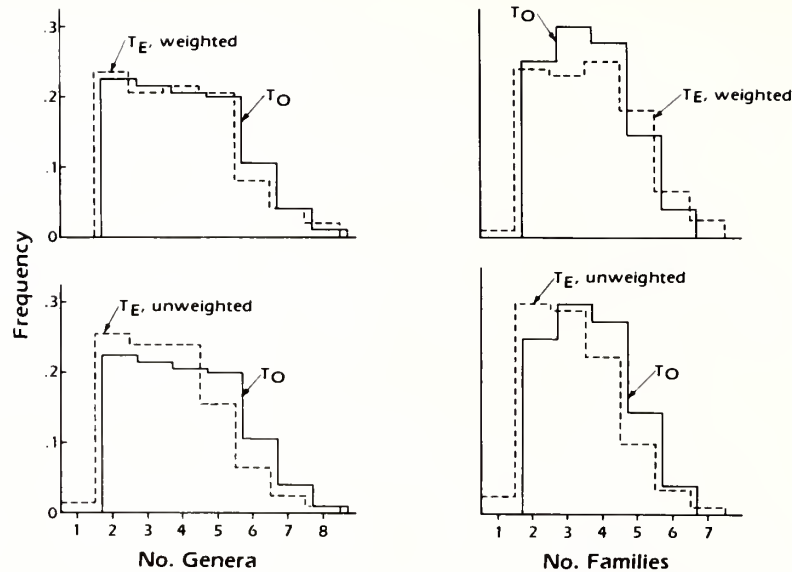 .3
.2
.1
0
T_E, weighted
T_O
T_O
T_E, weighted
Frequency
.3
.2
.1
0
T_E, unweighted
T_O
1 2 3 4 5 6 7 8
No. Genera
T_E, unweighted
T_O
1 2 3 4 5 6 7
No. Families